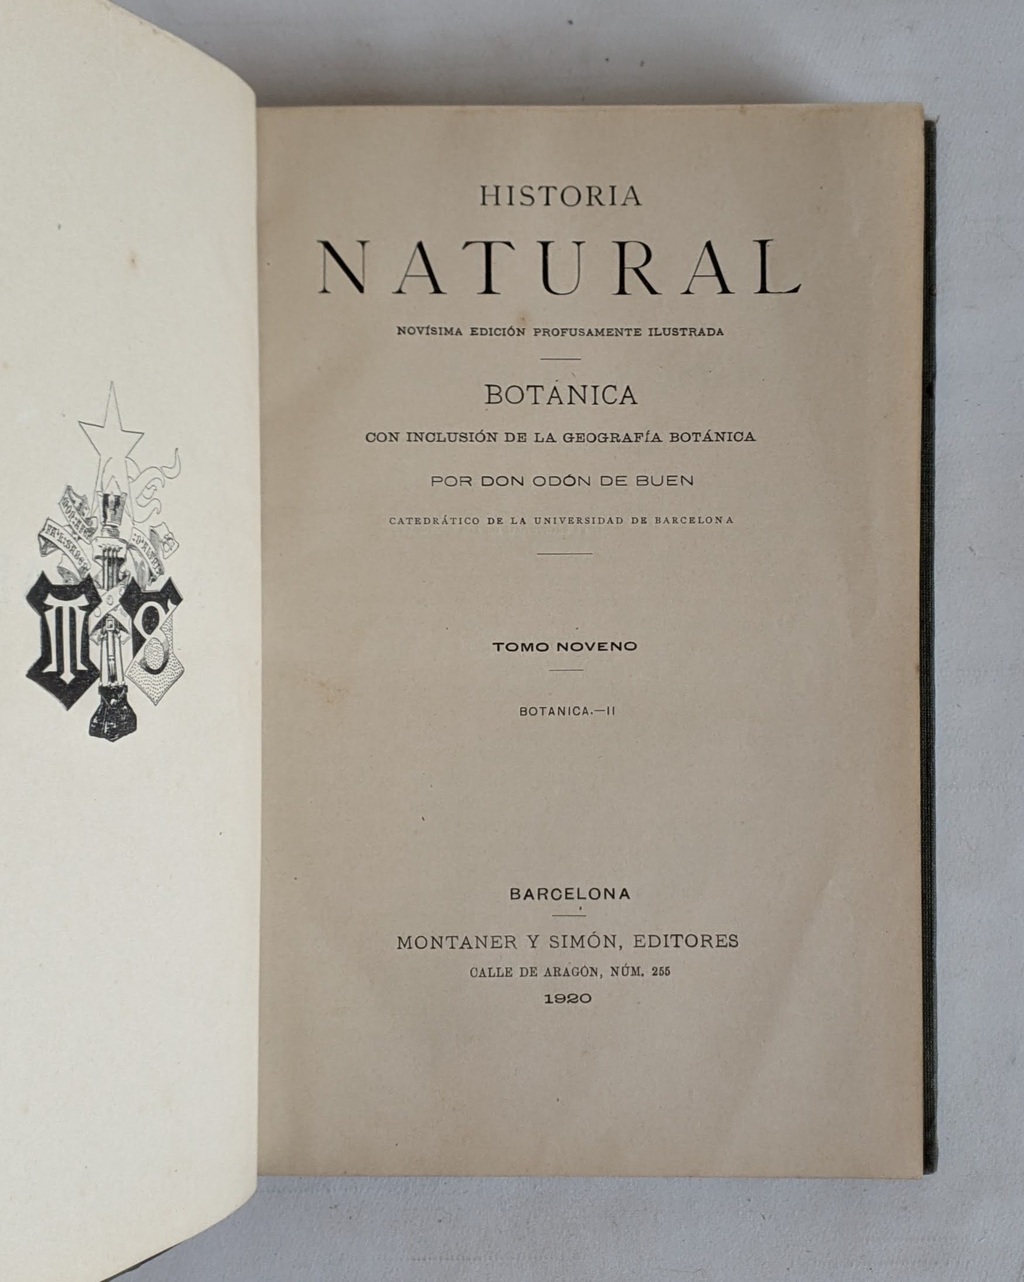 HISTORIA
NATURAL
NOVÍSIMA EDICIÓN PROFUSAMENTE ILUSTRADA
BOTÁNICA
CON INCLUSIÓN DE LA GEOGRAFÍA BOTÁNICA
POR DON ODÓN DE BUEN
CATEDRÁTICO DE LA UNIVERSIDAD DE BARCELONA
TOMO NOVENO
BOTANICA.—II
BARCELONA
MONTANER Y SIMÓN, EDITORES
CALLE DE ARAGÓN, NÚM. 255
1920